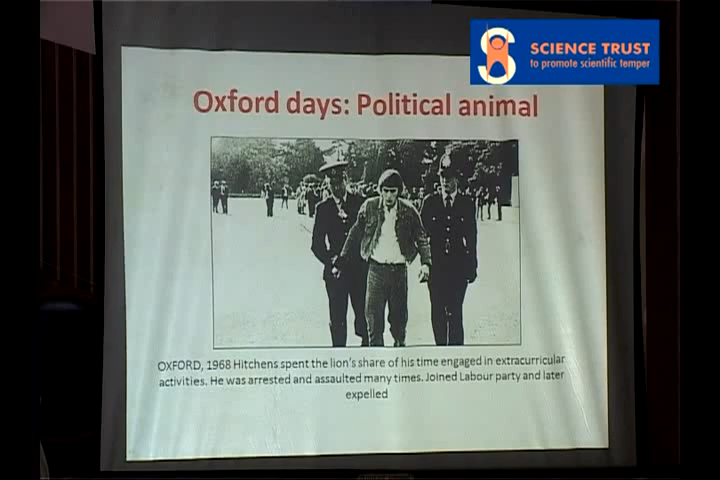 SCIENCE TRUST
to promote scientific temper
Oxford days: Political animal
OXFORD, 1968 Hitchens spent the lion's share of his time engaged in extracurricular
activities. He was arrested and assaulted many times. Joined Labour party and later
expelled